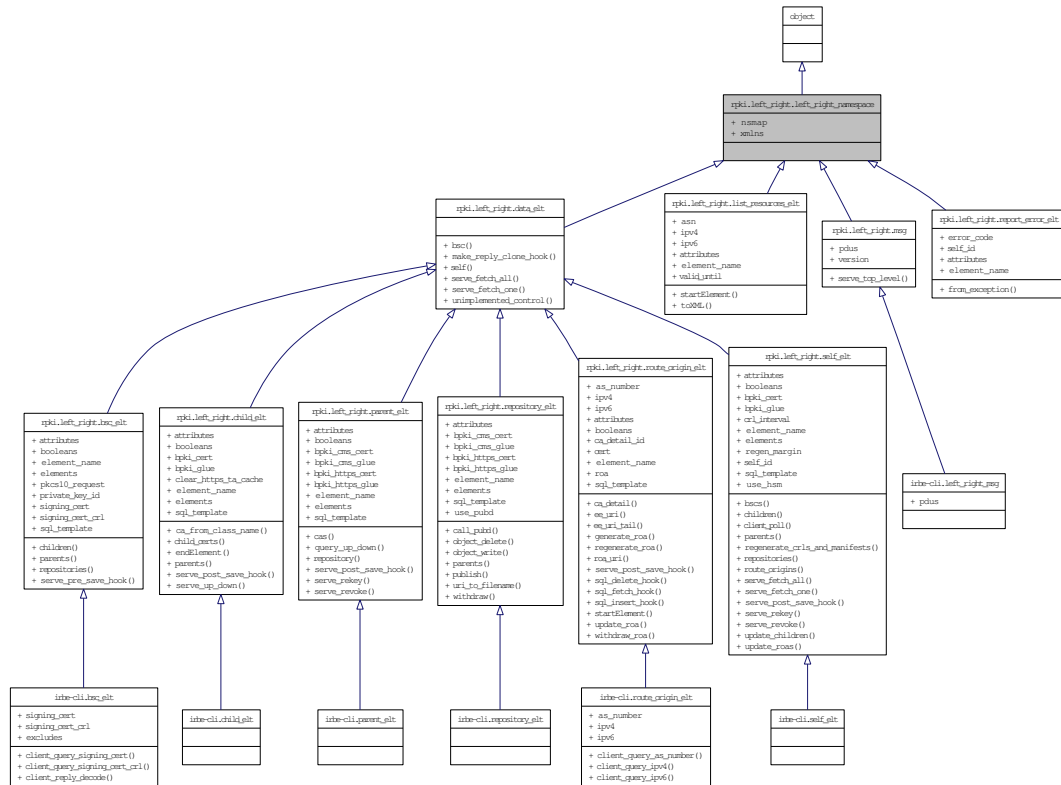 object
rpki.left_right.left_right_namespace
+ nsmap
+ xmlns
rpki.left_right.data_elt
+ bsc()
+ make_reply_clone_hook()
+ self()
+ serve_fetch_all()
+ serve_fetch_one()
+ unimplemented_control()
rpki.left_right.list_resources_elt
+ asn
+ ipv4
+ ipv6
+ attributes
+ element_name
+ valid_until
+ startElement()
+ toXML()
rpki.left_right.msg
+ pdus
+ version
+ serve_top_level()
rpki.left_right.report_error_elt
+ error_code
+ self_id
+ attributes
+ element_name
+ from_exception()
rpki.left_right.bsc_elt
+ attributes
+ booleans
+ element_name
+ elements
+ pkcs10_request
+ private_key_id
+ signing_cert
+ signing_cert_crl
+ sql_template
+ children()
+ parents()
+ repositories()
+ serve_pre_save_hook()
rpki.left_right.child_elt
+ attributes
+ booleans
+ bpki_cert
+ bpki_glue
+ clear_https_ta_cache
+ element_name
+ elements
+ sql_template
+ ca_from_class_name()
+ child_certs()
+ endElement()
+ parents()
+ serve_post_save_hook()
+ serve_up_down()
rpki.left_right.parent_elt
+ attributes
+ booleans
+ bpki_cms_cert
+ bpki_cms_glue
+ bpki_https_cert
+ bpki_https_glue
+ element_name
+ elements
+ sql_template
+ cas()
+ query_up_down()
+ repository()
+ serve_post_save_hook()
+ serve_rekey()
+ serve_revoke()
rpki.left_right.repository_elt
+ attributes
+ bpki_cms_cert
+ bpki_cms_glue
+ bpki_https_cert
+ bpki_https_glue
+ element_name
+ elements
+ sql_template
+ use_pubd
+ call_pubd()
+ object_delete()
+ object_write()
+ parents()
+ publish()
+ uri_to_filename()
+ withdraw()
rpki.left_right.route_origin_elt
+ as_number
+ ipv4
+ ipv6
+ attributes
+ booleans
+ ca_detail_id
+ cert
+ element_name
+ roa
+ sql_template
+ ca_detail()
+ ee_uri()
+ ee_uri_tail()
+ generate_roa()
+ regenerate_roa()
+ roa_uri()
+ serve_post_save_hook()
+ sql_delete_hook()
+ sql_fetch_hook()
+ sql_insert_hook()
+ startElement()
+ update_roa()
+ withdraw_roa()
rpki.left_right.self_elt
+ attributes
+ booleans
+ bpki_cert
+ bpki_glue
+ crl_interval
+ element_name
+ elements
+ regen_margin
+ self_id
+ sql_template
+ use_hsm
+ bscs()
+ children()
+ client_poll()
+ parents()
+ regenerate_crls_and_manifests()
+ repositories()
+ route_origins()
+ serve_fetch_all()
+ serve_fetch_one()
+ serve_post_save_hook()
+ serve_rekey()
+ serve_revoke()
+ update_children()
+ update_roas()
irbe-cli.left_right_msg
+ pdus
irbe-cli.bsc_elt
+ signing_cert
+ signing_cert_crl
+ excludes
+ client_query_signing_cert()
+ client_query_signing_cert_crl()
+ client_reply_decode()
irbe-cli.child_elt
irbe-cli.parent_elt
irbe-cli.repository_elt
irbe-cli.route_origin_elt
+ as_number
+ ipv4
+ ipv6
+ client_query_as_number()
+ client_query_ipv4()
+ client_query_ipv6()
irbe-cli.self_elt